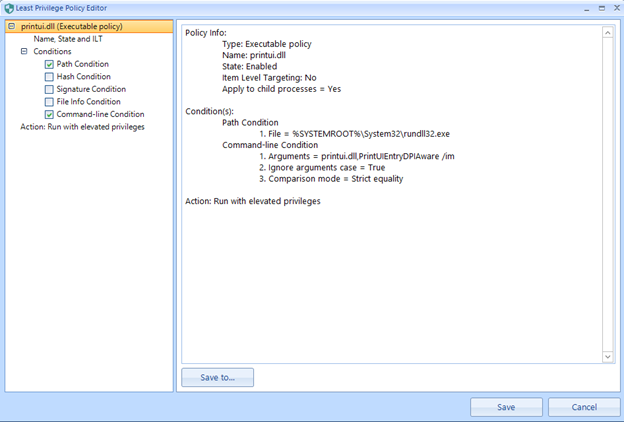 Least Privilege Policy Editor
printui.dll (Executable policy)
Name, State and ILT
Conditions
Path Condition
Hash Condition
Signature Condition
File Info Condition
Command-line Condition
Action: Run with elevated privileges
Policy Info:
Type: Executable policy
Name: printui.dll
State: Enabled
Item Level Targeting: No
Apply to child processes = Yes
Condition(s):
Path Condition
1. File = %SYSTEMROOT%\System32\rundll32.exe
Command-line Condition
1. Arguments = printui.dll,PrintUIEntryDPIAware /im
2. Ignore arguments case = True
3. Comparison mode = Strict equality
Action: Run with elevated privileges
Save to...
Save
Cancel